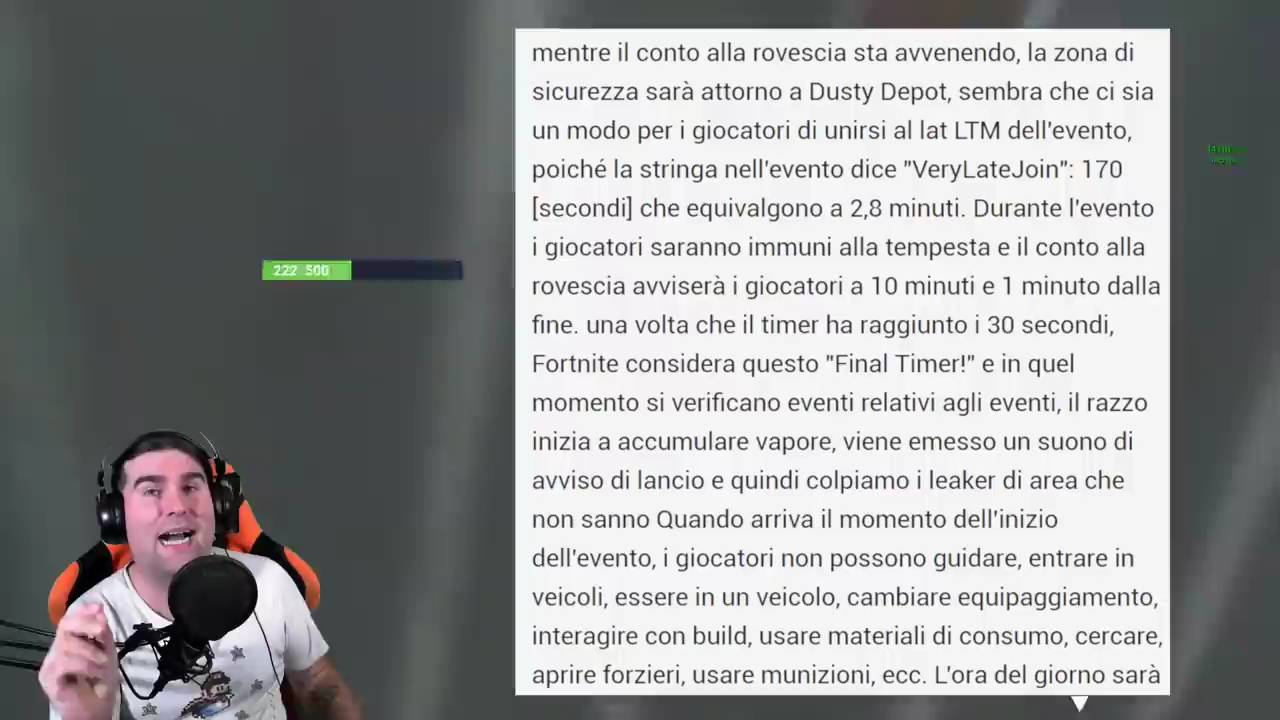 mentre il conto alla rovescia sta avvenendo, la zona di
sicurezza sarà attorno a Dusty Depot, sembra che ci sia
un modo per i giocatori di unirsi al lat LTM dell'evento,
poiché la stringa nell'evento dice "VeryLateJoin": 170
[secondi] che equivalgono a 2,8 minuti. Durante l'evento
i giocatori saranno immuni alla tempesta e il conto alla
rovescia avviserà i giocatori a 10 minuti e 1 minuto dalla
fine. una volta che il timer ha raggiunto i 30 secondi,
Fortnite considera questo "Final Timer!" e in quel
momento si verificano eventi relativi agli eventi, il razzo
inizia a accumulare vapore, viene emesso un suono di
avviso di lancio e quindi colpiamo i leaker di area che
non sanno Quando arriva il momento dell'inizio
dell'evento, i giocatori non possono guidare, entrare in
veicoli, essere in un veicolo, cambiare equipaggiamento,
interagire con build, usare materiali di consumo, cercare,
aprire forzieri, usare munizioni, ecc. L'ora del giorno sarà
222 500